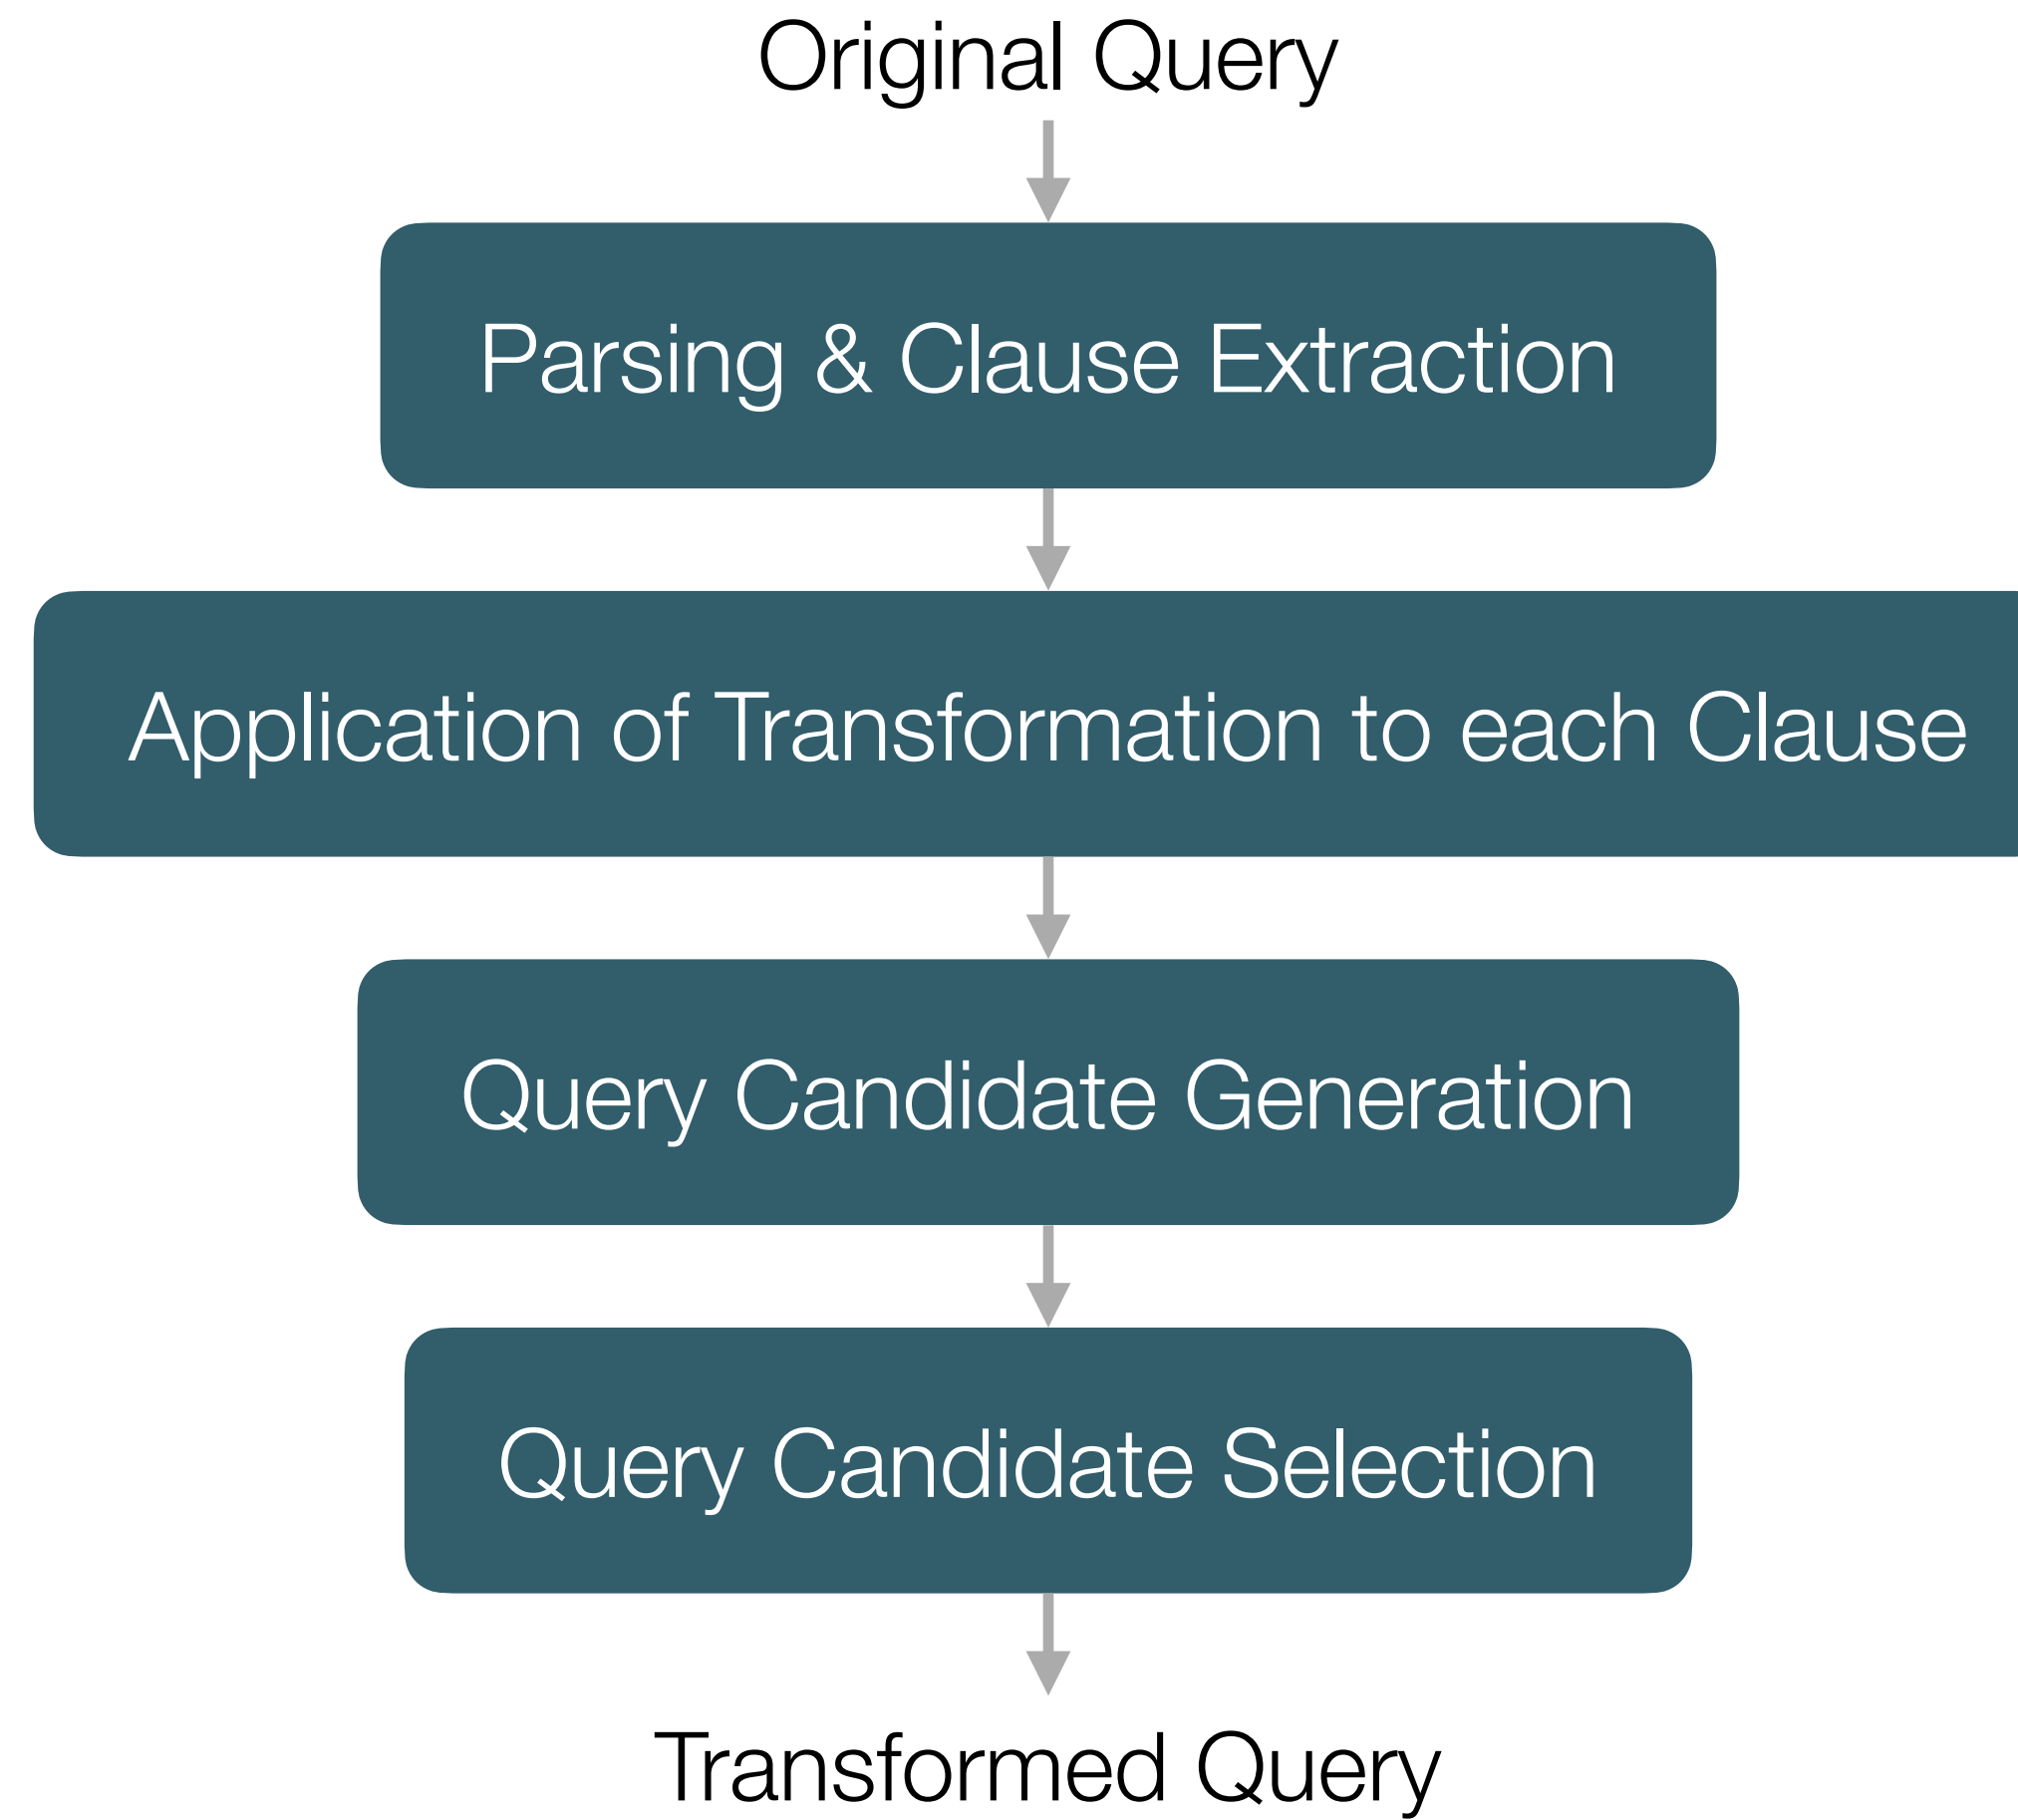 Original Query
Parsing & Clause Extraction
Application of Transformation to each Clause
Query Candidate Generation
Query Candidate Selection
Transformed Query